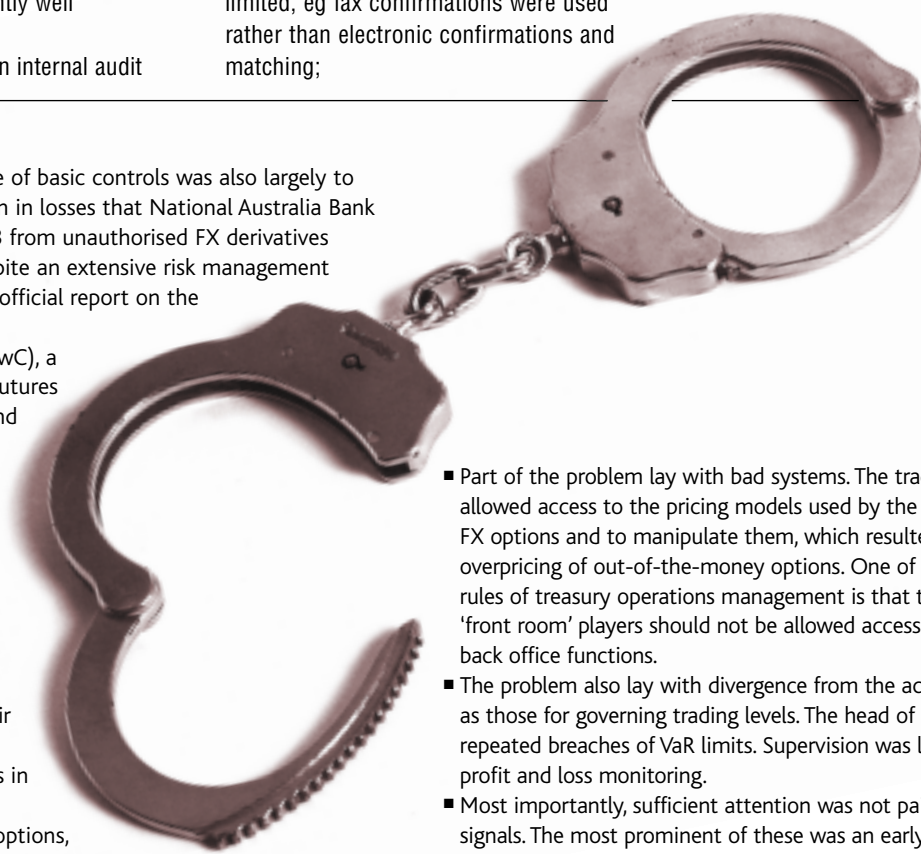 ntly well
n internal audit
limited, eg fax confirmations were used
rather than electronic confirmations and
matching;
e of basic controls was also largely to
n in losses that National Australia Bank
from unauthorised FX derivatives
pite an extensive risk management
official report on the
wC), a
utures
nd
ir
s in
options,
■ Part of the problem lay with bad systems. The tra
allowed access to the pricing models used by the
FX options and to manipulate them, which resulte
overpricing of out-of-the-money options. One of
rules of treasury operations management is that t
'front room' players should not be allowed access
back office functions.
■ The problem also lay with divergence from the ac
as those for governing trading levels. The head of
repeated breaches of VaR limits. Supervision was l
profit and loss monitoring.
■ Most importantly, sufficient attention was not pa
signals. The most prominent of these was an early